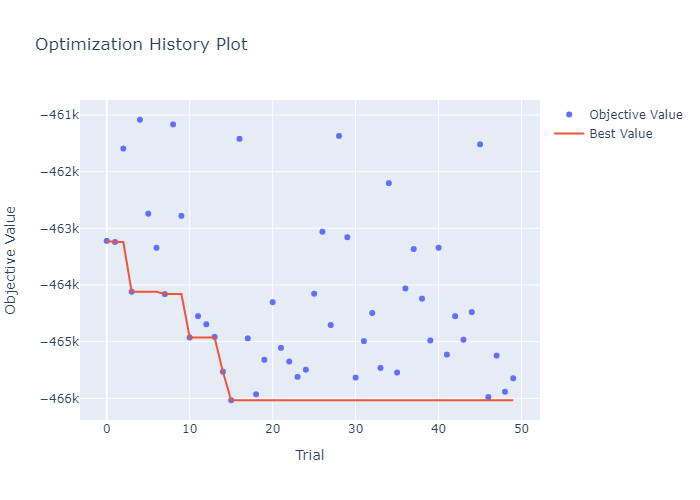 Optimization History Plot
Objective Value
Best Value
−461k
−462k
−463k
−464k
−465k
−466k
Objective Value
0
10
20
30
40
50
Trial